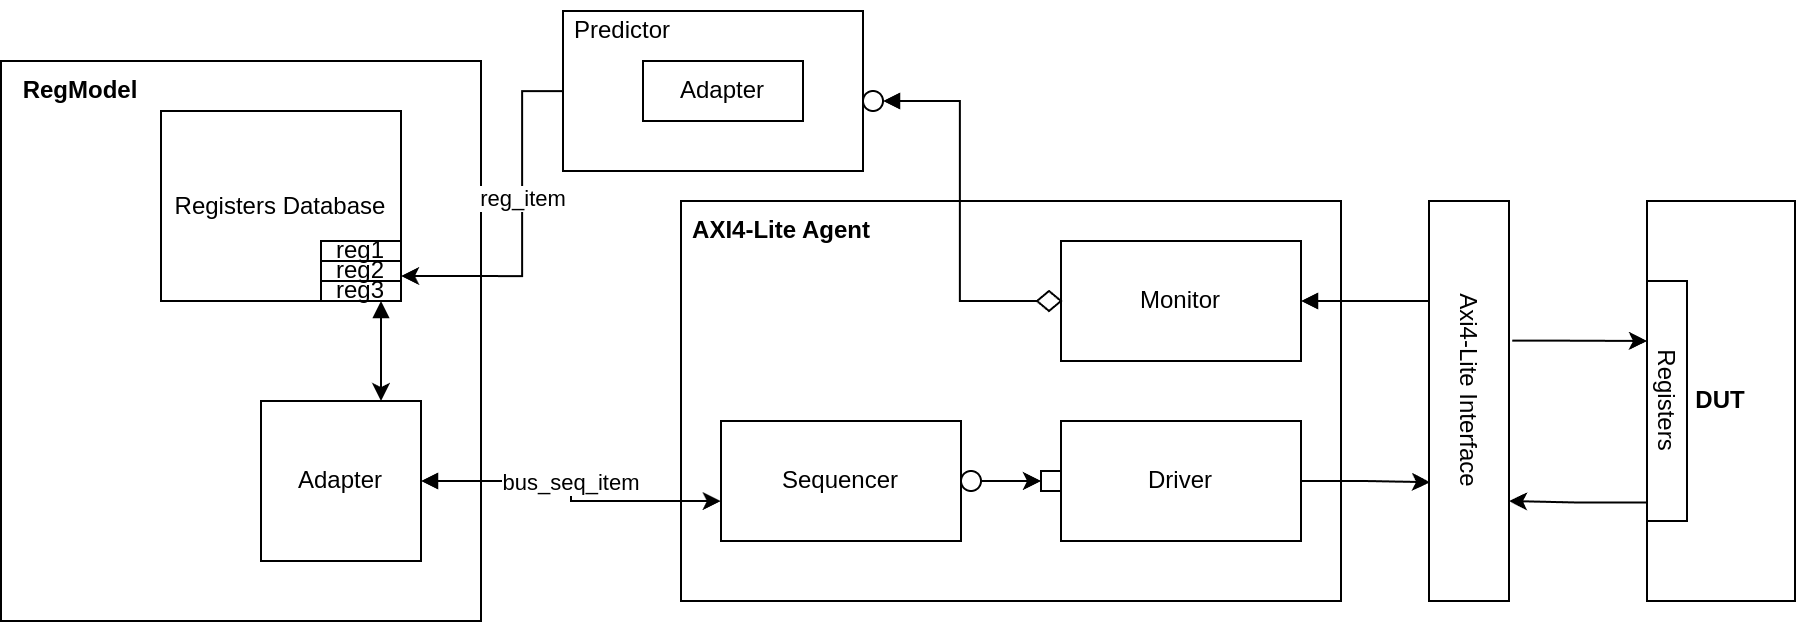 Predictor
Adapter
RegModel
Registers Database
reg1
reg2
reg3
reg_item
Adapter
bus_seq_item
AXI4-Lite Agent
Monitor
Sequencer
Driver
Axi4-Lite Interface
Registers
DUT